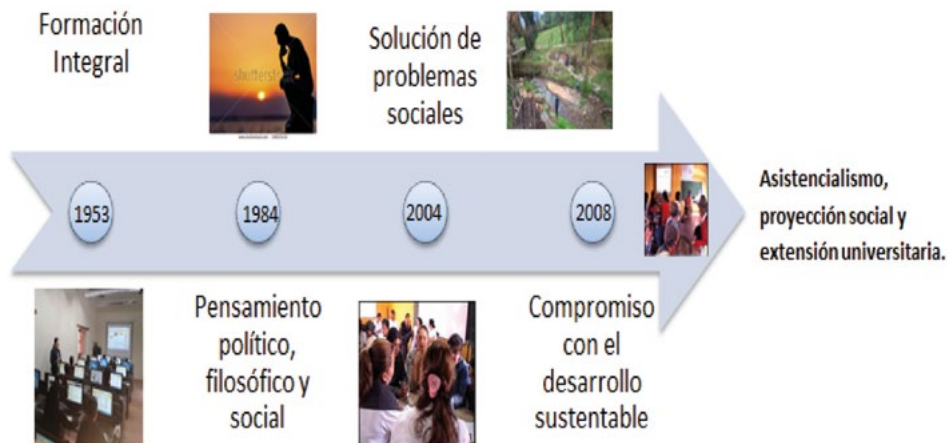 Formación
Integral
shutterstock
Solución de
problemas
sociales
1953
1984
2004
2008
Asistencialismo,
proyección social y
extensión universitaria.
Pensamiento
político,
filosófico y
social
Compromiso
con el
desarrollo
sustentable